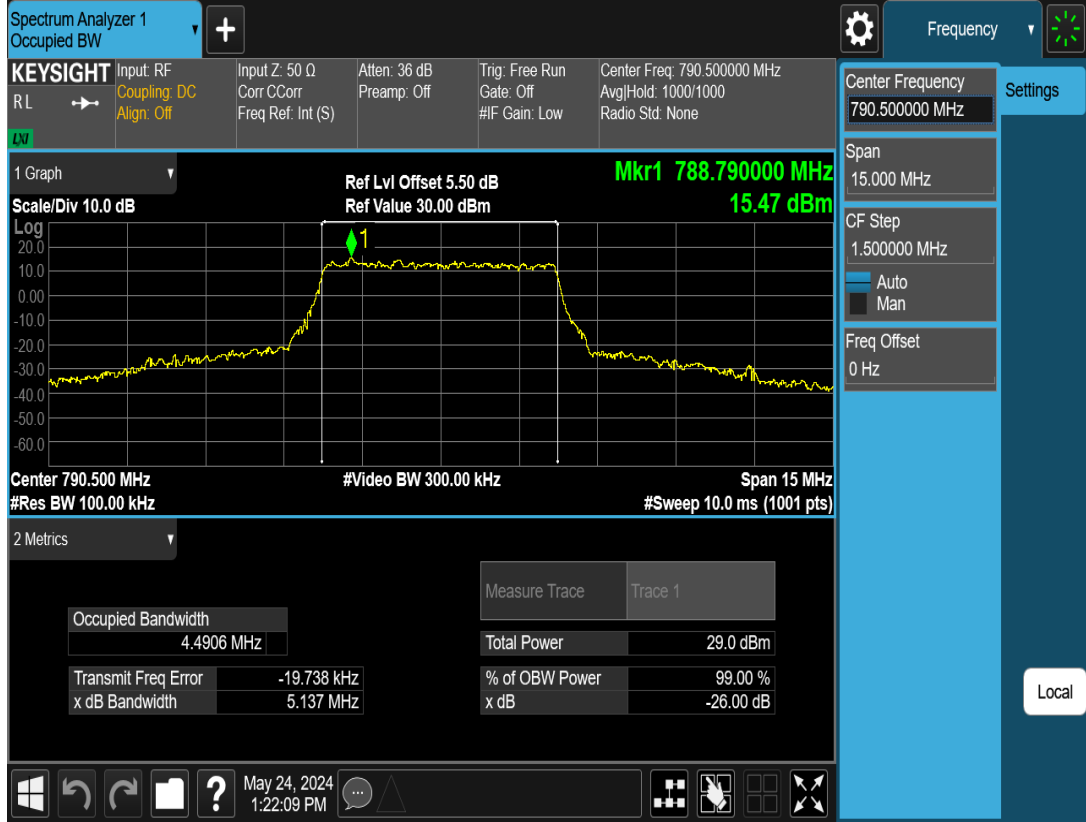 Spectrum Analyzer 1
Occupied BW
▼
+
Frequency
▼
KEYSIGHT
RL
LXI
Input: RF
Coupling: DC
Align: Off
Input Z: 50 Ω
Corr CCorr
Freq Ref: Int (S)
Atten: 36 dB
Preamp: Off
Trig: Free Run
Gate: Off
#IF Gain: Low
Center Freq: 790.500000 MHz
Avg|Hold: 1000/1000
Radio Std: None
Center Frequency
790.500000 MHz
Settings
Span
15.000 MHz
CF Step
1.500000 MHz
Auto
Man
Freq Offset
0 Hz
Local
1 Graph
▼
Scale/Div 10.0 dB
Ref Lvl Offset 5.50 dB
Ref Value 30.00 dBm
Mkr1 788.790000 MHz
15.47 dBm
Log
20.0
10.0
0.00
-10.0
-20.0
-30.0
-40.0
-50.0
-60.0
1
Center 790.500 MHz
#Video BW 300.00 kHz
Span 15 MHz
#Res BW 100.00 kHz
#Sweep 10.0 ms (1001 pts)
2 Metrics
▼
Measure Trace
Trace 1
Occupied Bandwidth
4.4906 MHz
Total Power
29.0 dBm
Transmit Freq Error
-19.738 kHz
% of OBW Power
99.00 %
x dB Bandwidth
5.137 MHz
x dB
-26.00 dB
?
May 24, 2024
1:22:09 PM